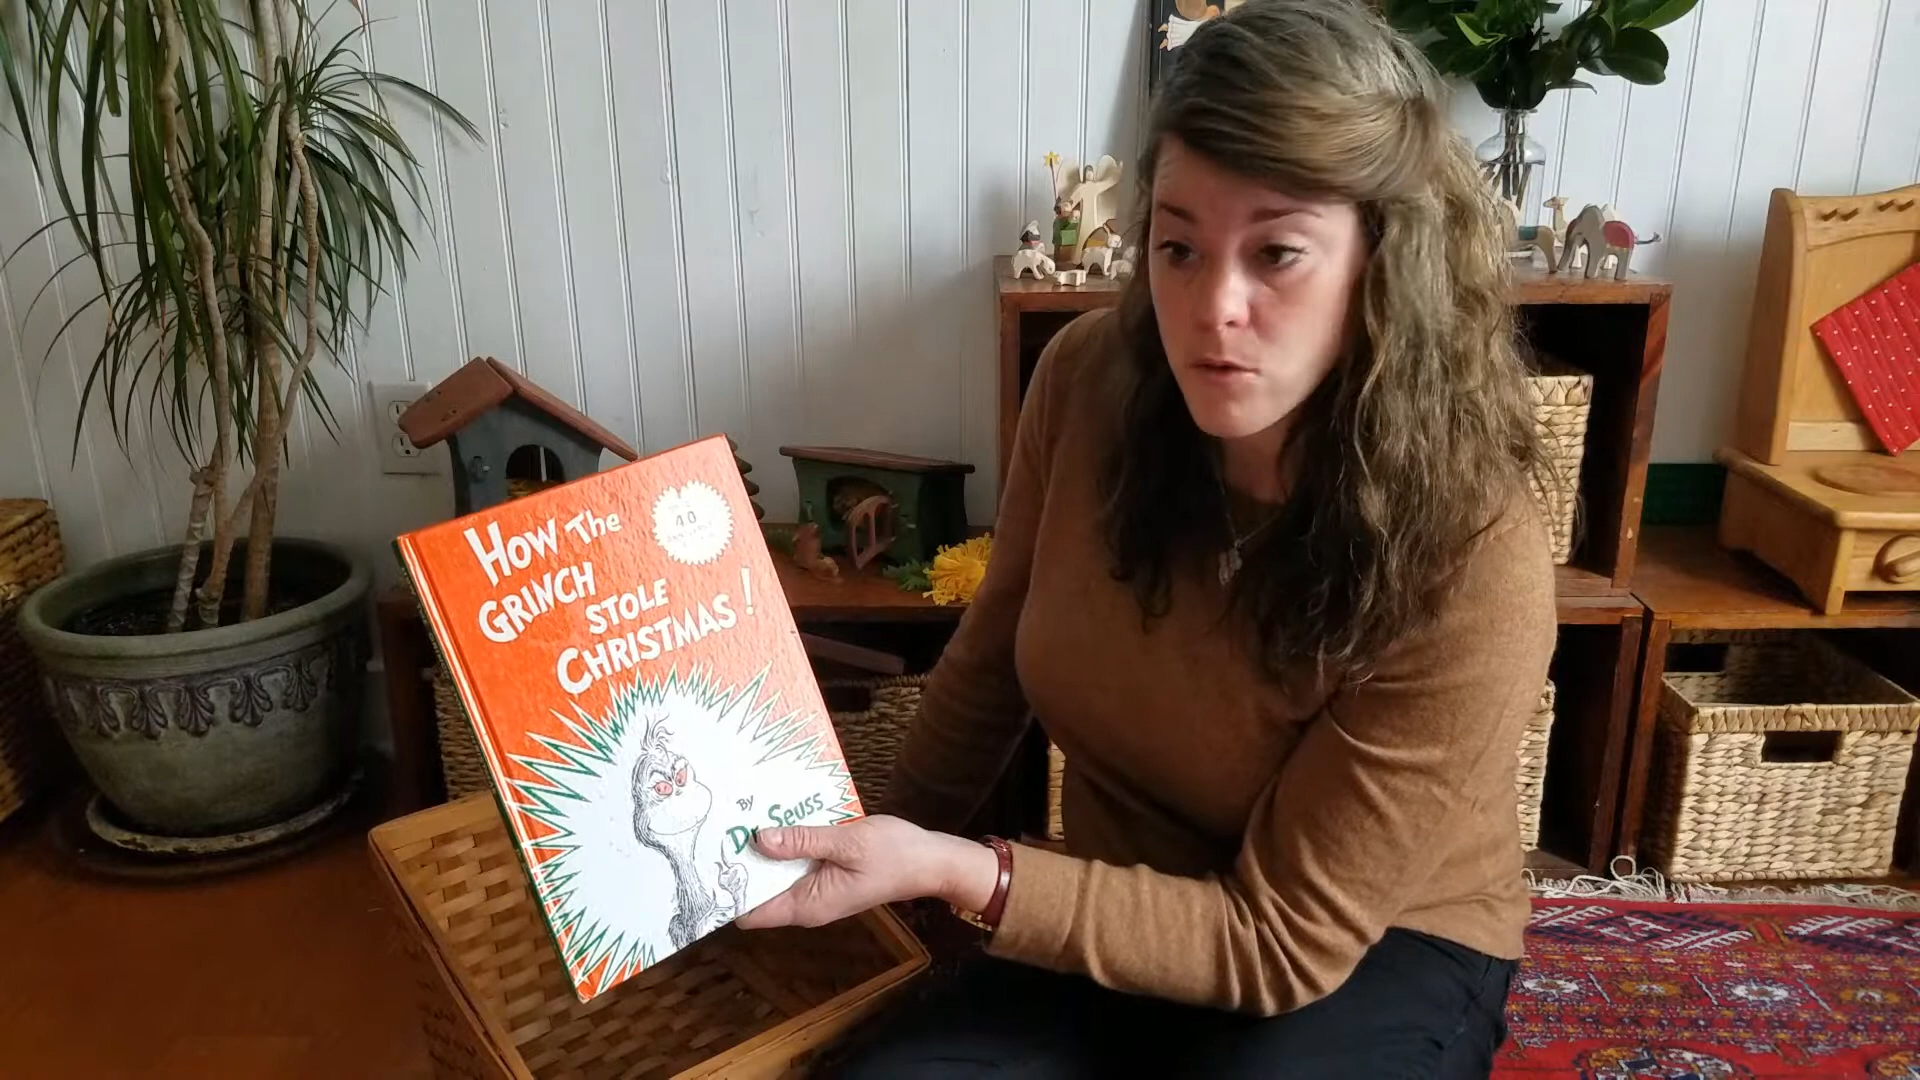 How The
GRINCH
STOLE
CHRISTMAS!
40
By
Dr. Seuss